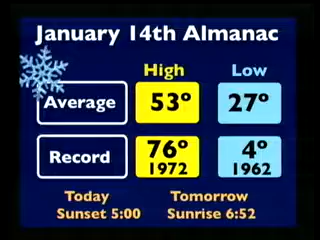 January 14th Almanac
High Low
Average 53° 27°
Record 76° 4°
1972 1962
Today Tomorrow
Sunset 5:00 Sunrise 6:52